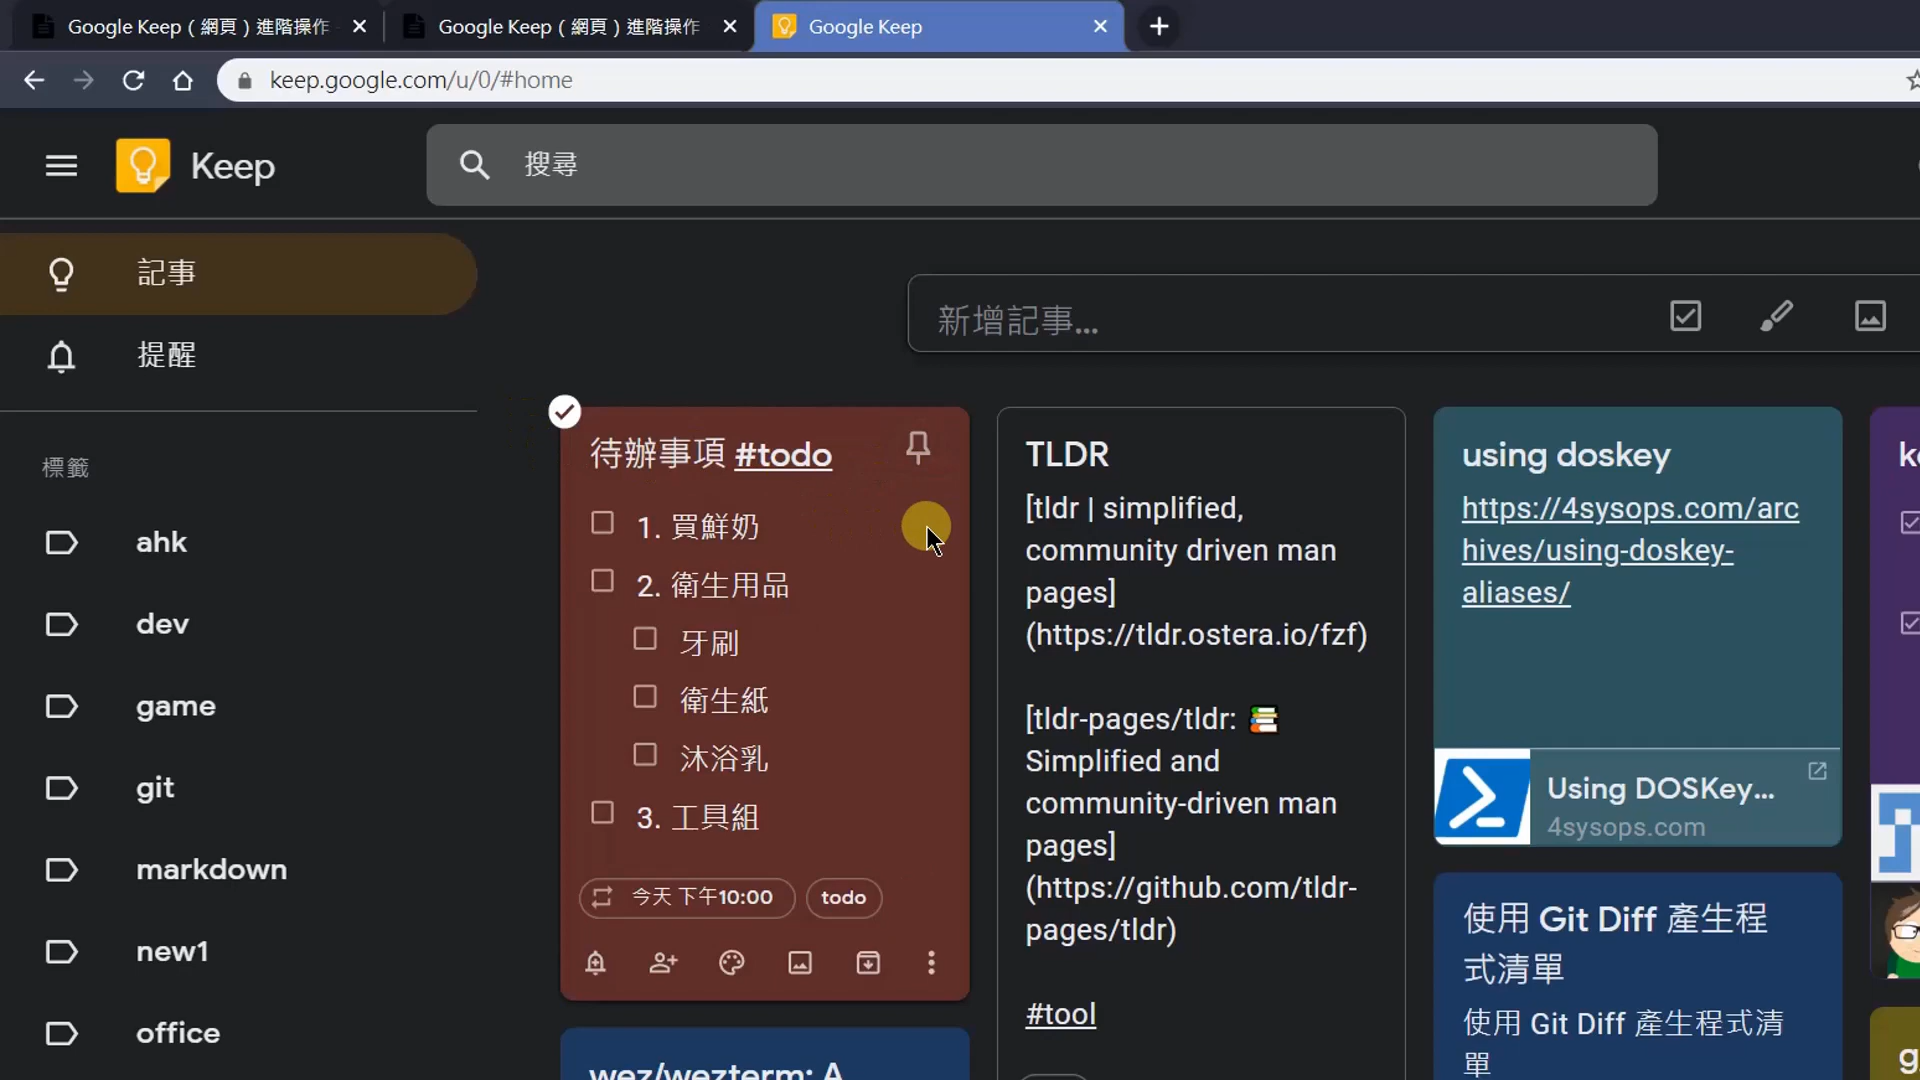 Google Keep ( 網頁 ) 進階操作
Google Keep ( 網頁 ) 進階操作
Google Keep
keep.google.com/u/0/#home
Keep
搜尋
記事
提醒
標籤
ahk
dev
game
git
markdown
new1
office
新增記事...
待辦事項 #todo
1. 買鮮奶
2. 衛生用品
牙刷
衛生紙
沐浴乳
3. 工具組
今天 下午10:00
todo
wez/wezterm: A
TLDR
[tldr | simplified,
community driven man
pages]
(https://tldr.ostera.io/fzf)
[tldr-pages/tldr: 📚
Simplified and
community-driven man
pages]
(https://github.com/tldr-
pages/tldr)
#tool
using doskey
https://4sysops.com/arc
hives/using-doskey-
aliases/
Using DOSKey...
4sysops.com
使用 Git Diff 產生程
式清單
使用 Git Diff 產生程式清
單